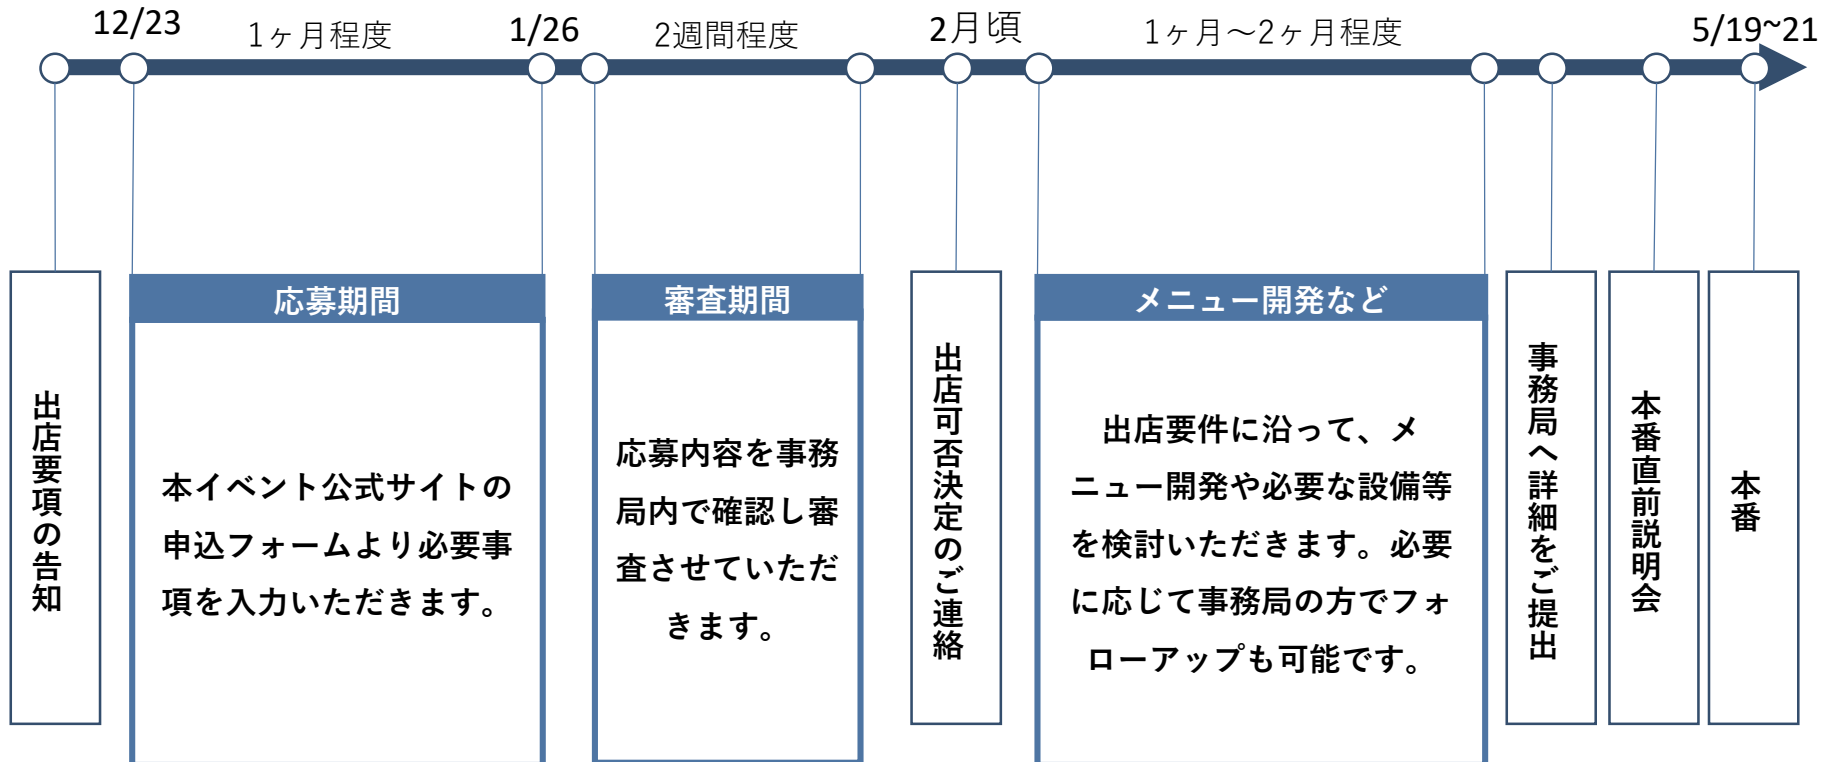 12/23
1ヶ月程度
1/26
2週間程度
2月頃
1ヶ月～2ヶ月程度
5/19~21
出店要項の告知
応募期間
本イベント公式サイトの
申込フォームより必要事
項を入力いただきます。
審査期間
応募内容を事務
局内で確認し審
査させていただ
きます。
出店可否決定のご連絡
メニュー開発など
出店要件に沿って、メ
ニュー開発や必要な設備等
を検討いただきます。必要
に応じて事務局の方でフォ
ローアップも可能です。
事務局へ詳細をご提出
本番直前説明会
本番